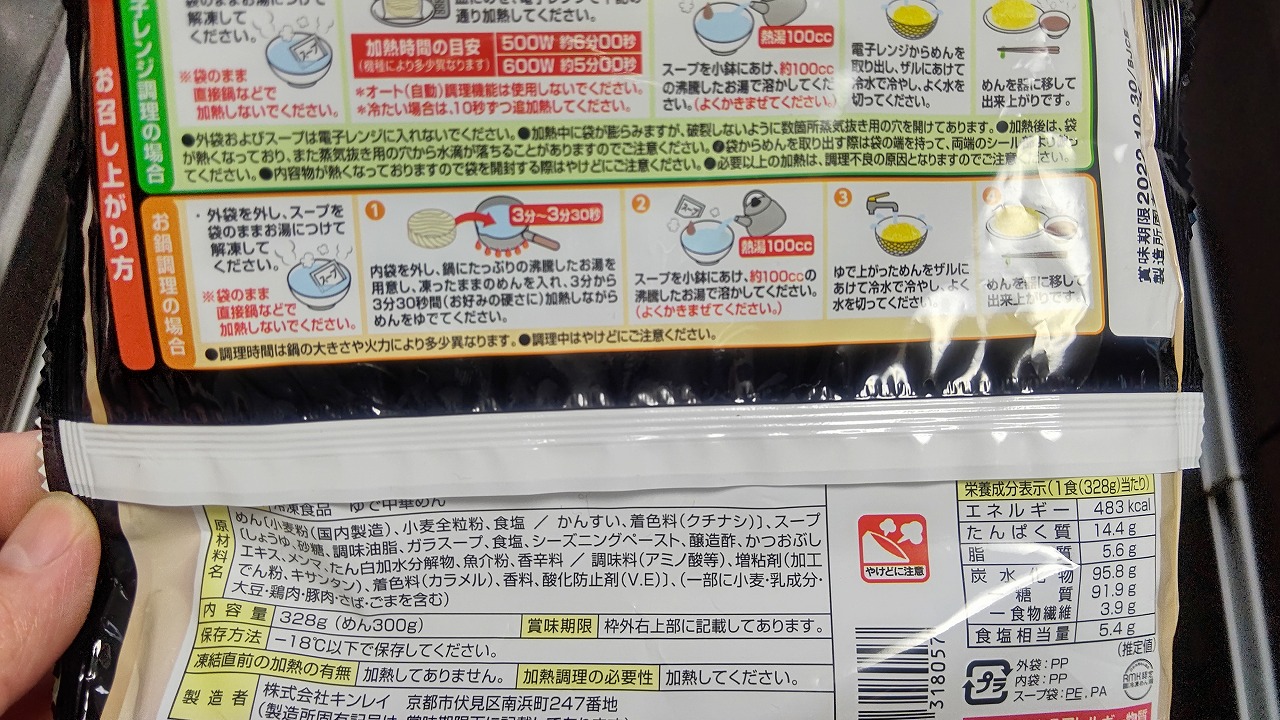 袋のままお湯につけて
解凍して
ください。
※袋のまま
直接鍋などで
加熱しないでください。
通り加熱してください。
加熱時間の目安
(機種により多少異なります)
500W 約6分00秒
600W 約5分00秒
＊オート(自動)調理機能は使用しないでください。
＊冷たい場合は、10秒ずつ追加熱してください。
熱湯100cc
スープを小鉢にあけ、約100cc
の沸騰したお湯で溶かしてくだ
さい。(よくかきまぜてください。)
電子レンジからめんを
取り出し、ザルにあけて
冷水で冷やし、よく水を
切ってください。
めんを器に移して
出来上がりです。
●外袋およびスープは電子レンジに入れないでください。●加熱中に袋が膨らみますが、破裂しないように数箇所蒸気抜き用の穴を開けてあります。●加熱後は、袋
が熱くなっており、また蒸気抜き用の穴から水滴が落ちることがありますのでご注意ください。●袋からめんを取り出す際は袋の端を持って、両端のシール
てください。●内容物が熱くなっておりますので袋を開封する際はやけどにご注意ください。●必要以上の加熱は、調理不良の原因となりますのでご注意ください。
子レンジ調理の場合
お召し上がり方
お鍋調理の場合
・外袋を外し、スープを
袋のままお湯につけて
解凍して
ください。
※袋のまま
直接鍋などで
加熱しないでください。
1
3分〜3分30秒
内袋を外し、鍋にたっぷりの沸騰したお湯を
用意し、凍ったままのめんを入れ、3分から
3分30秒間(お好みの硬さに)加熱しながら
めんをゆでてください。
2
熱湯100cc
スープを小鉢にあけ、約100ccの
沸騰したお湯で溶かしてください。
(よくかきまぜてください。)
3
ゆで上がっためんをザルに
あけて冷水で冷やし、よく
水を切ってください。
4
めんを器に移して
出来上がりです。
●調理時間は鍋の大きさや火力により多少異なります。●調理中はやけどにご注意ください。
賞味期限2022.10.30/BUCE
製造所
冷凍食品 ゆで中華めん
原材料名
めん(小麦粉(国内製造)、小麦全粒粉、食塩 ／ かんすい、着色料(クチナシ))、スープ
(しょうゆ、砂糖、調味油脂、ガラスープ、食塩、シーズニングペースト、醸造酢、かつおぶし
エキス、メンマ、たん白加水分解物、魚介粉、香辛料 ／ 調味料(アミノ酸等)、増粘剤(加工
でん粉、キサンタン)、着色料(カラメル)、香料、酸化防止剤(V.E))、(一部に小麦・乳成分・
大豆・鶏肉・豚肉・さば・ごまを含む)
内容量 328g (めん300g) 賞味期限 枠外右上部に記載してあります。
保存方法 −18℃以下で保存してください。
凍結直前の加熱の有無 加熱してありません。 加熱調理の必要性 加熱してください。
製造者 株式会社キンレイ 京都市伏見区南浜町247番地
やけどに注意
318057
栄養成分表示(1食(328g)当たり)
エネルギー 483 kcal
たんぱく質 14.4 g
脂質 5.6 g
炭水化物 95.8 g
糖質 91.9 g
－食物繊維 3.9 g
食塩相当量 5.4 g
(推定値)
プラ
外袋：PP
内袋：PP
スープ袋：PE、PA